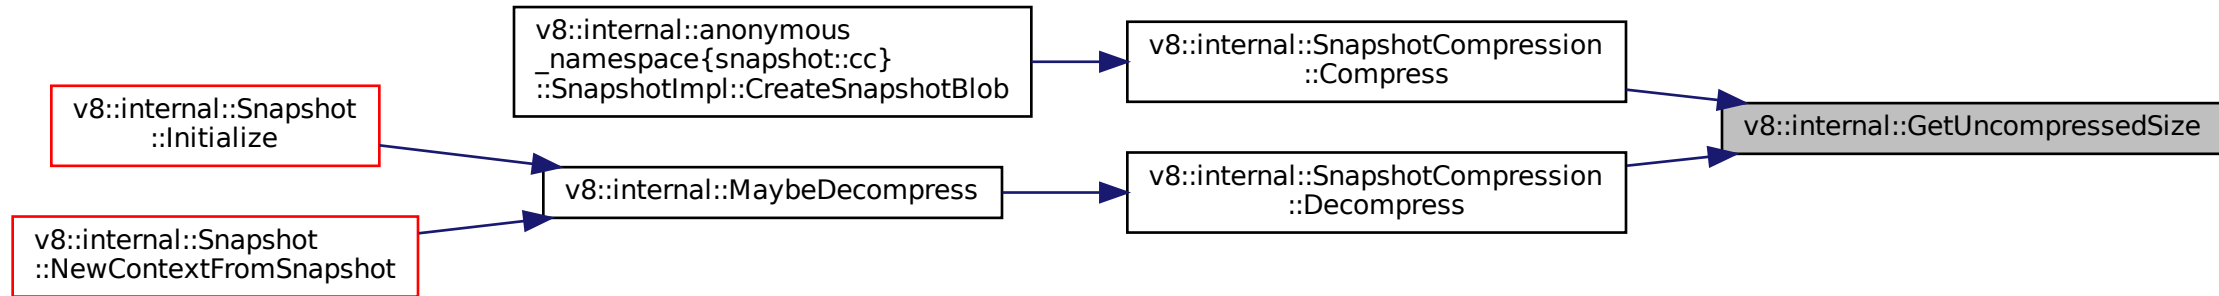 v8::internal::Snapshot
::Initialize
v8::internal::Snapshot
::NewContextFromSnapshot
v8::internal::anonymous
_namespace{snapshot::cc}
::SnapshotImpl::CreateSnapshotBlob
v8::internal::MaybeDecompress
v8::internal::SnapshotCompression
::Compress
v8::internal::SnapshotCompression
::Decompress
v8::internal::GetUncompressedSize